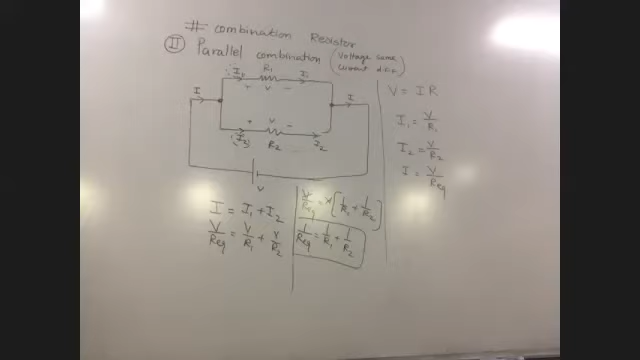 # combination Resistor
II Parallel combination (Voltage same
current diff.)
I₁ R₁ I₁
+ V −
I I
+ V −
I₂ R₂ I₂
V
V = IR
I₁ = V/R₁
I₂ = V/R₂
I = V/Req
I = I₁ + I₂
V/Req = V/R₁ + V/R₂
V/Req = V [1/R₁ + 1/R₂]
1/Req = 1/R₁ + 1/R₂